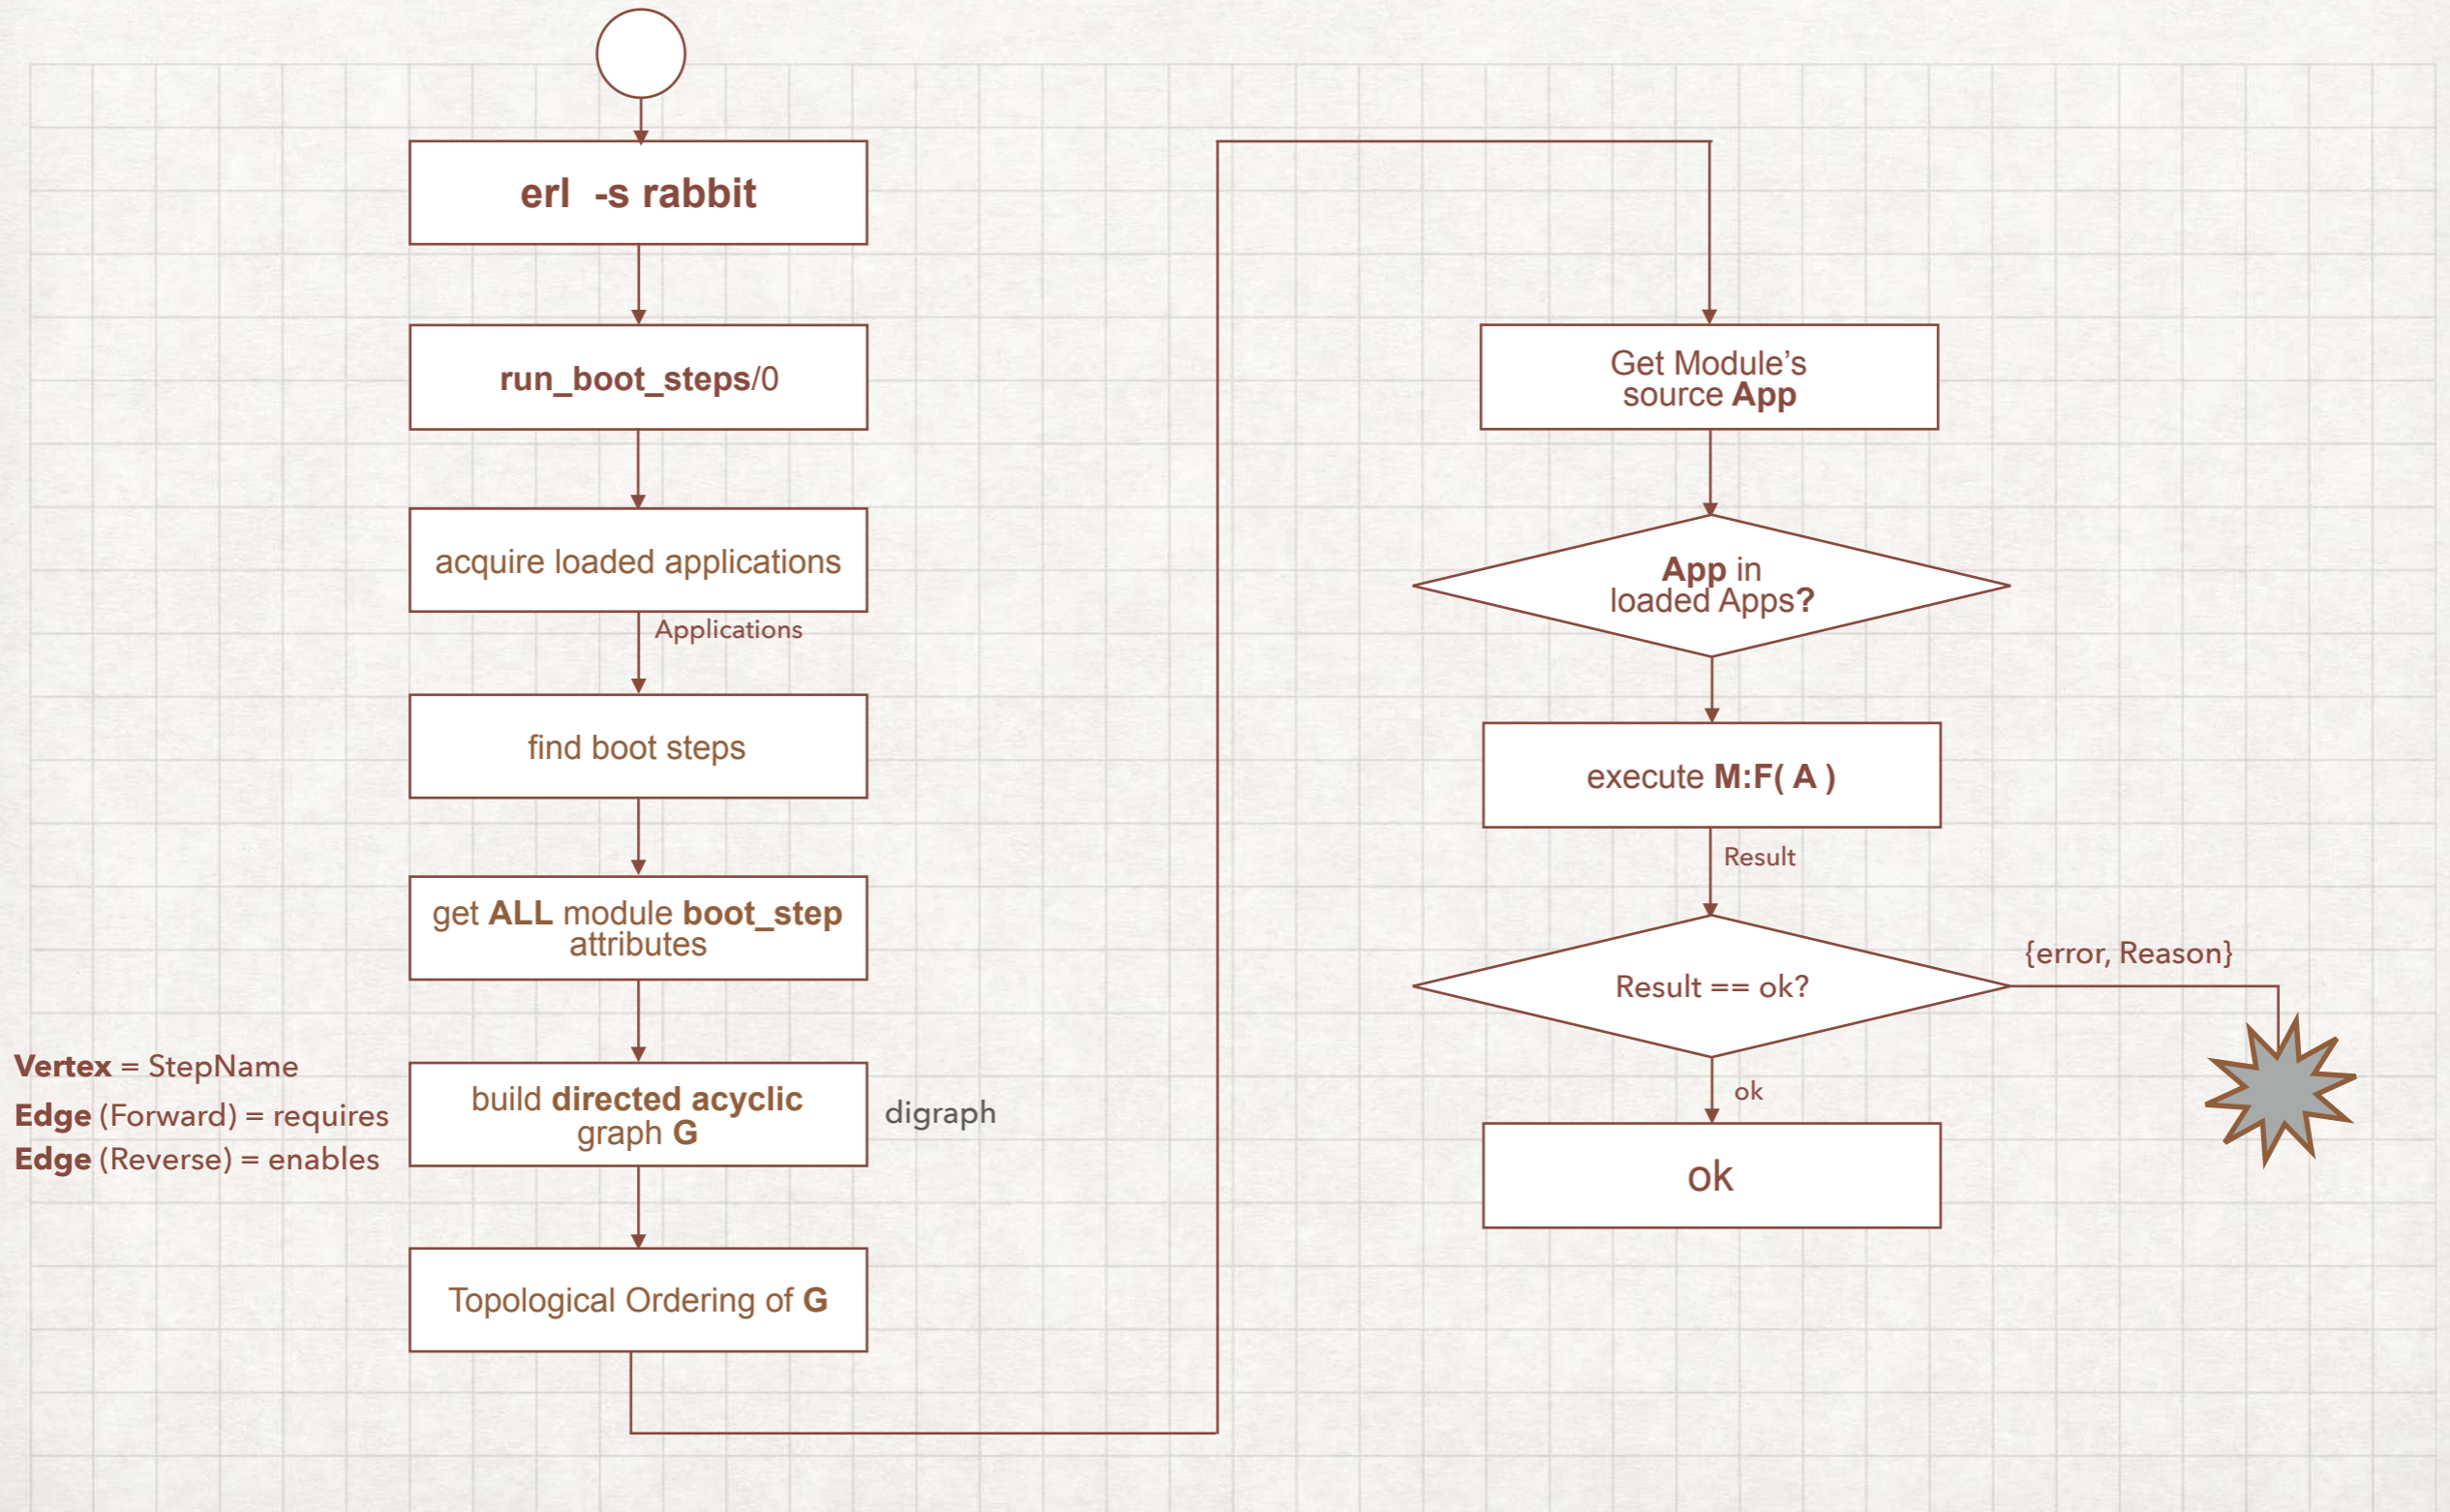 erl  -s rabbit
run_boot_steps/0
acquire loaded applications
Applications
find boot steps
get ALL module boot_step
attributes
Vertex = StepName
Edge (Forward) = requires
Edge (Reverse) = enables
build directed acyclic
graph G
digraph
Topological Ordering of G
Get Module’s
source App
App in
loaded Apps?
execute M:F( A )
Result
Result == ok?
{error, Reason}
ok
ok